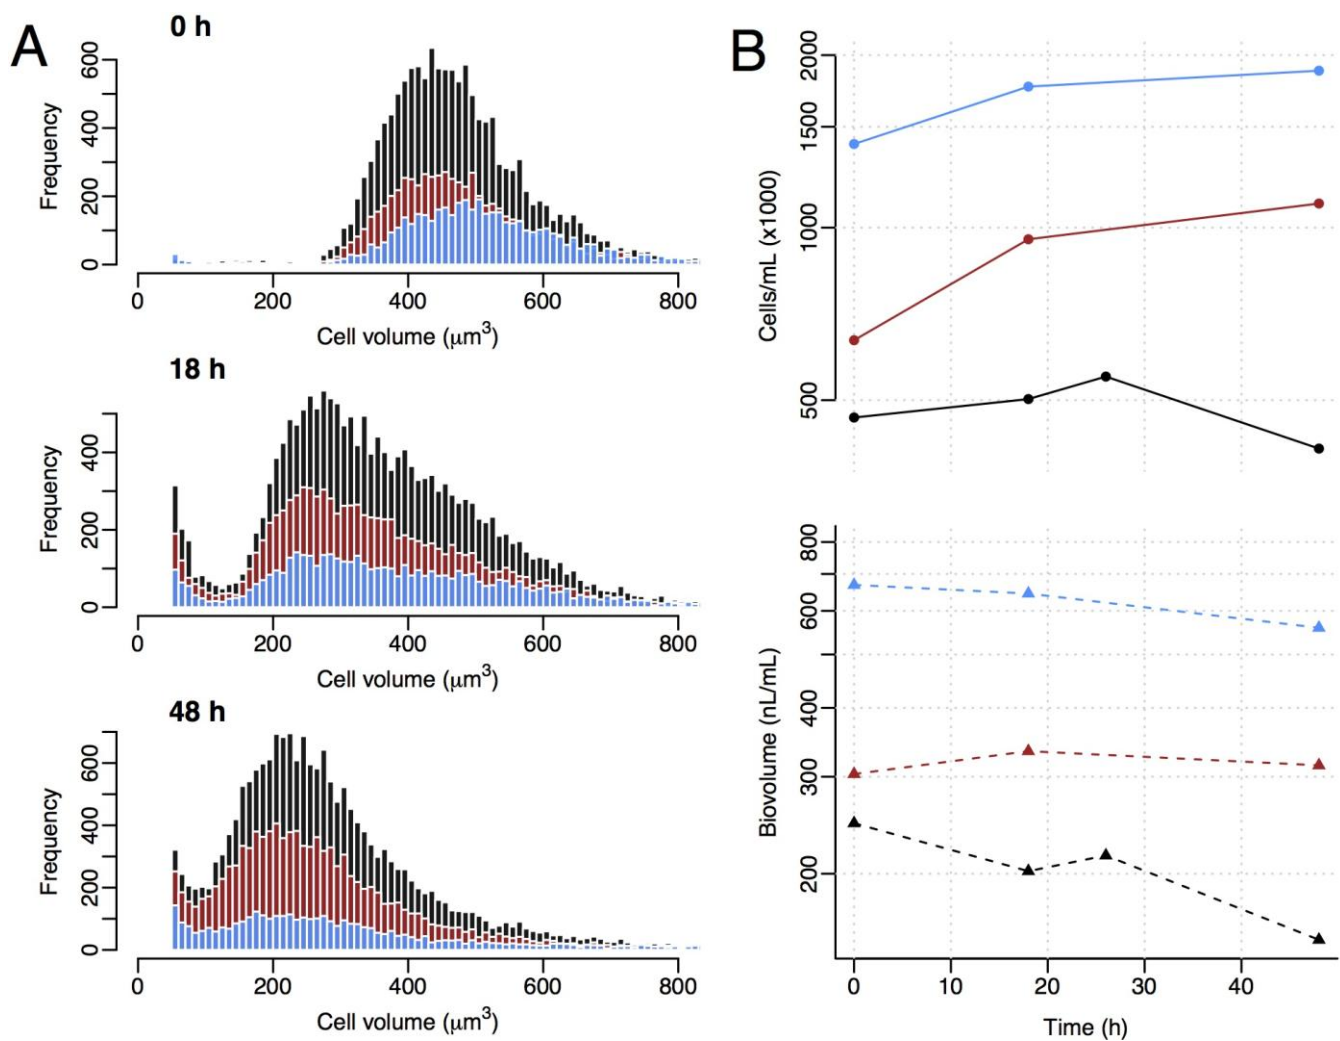 A
0 h
Frequency
0 200 400 600
0 200 400 600 800
Cell volume (μm³)
18 h
Frequency
0 200 400
0 200 400 600 800
Cell volume (μm³)
48 h
Frequency
0 200 400 600
0 200 400 600 800
Cell volume (μm³)
B
Cells/mL (x1000)
500 1000 1500 2000
Biovolume (nL/mL)
200 300 400 600 800
0 10 20 30 40
Time (h)